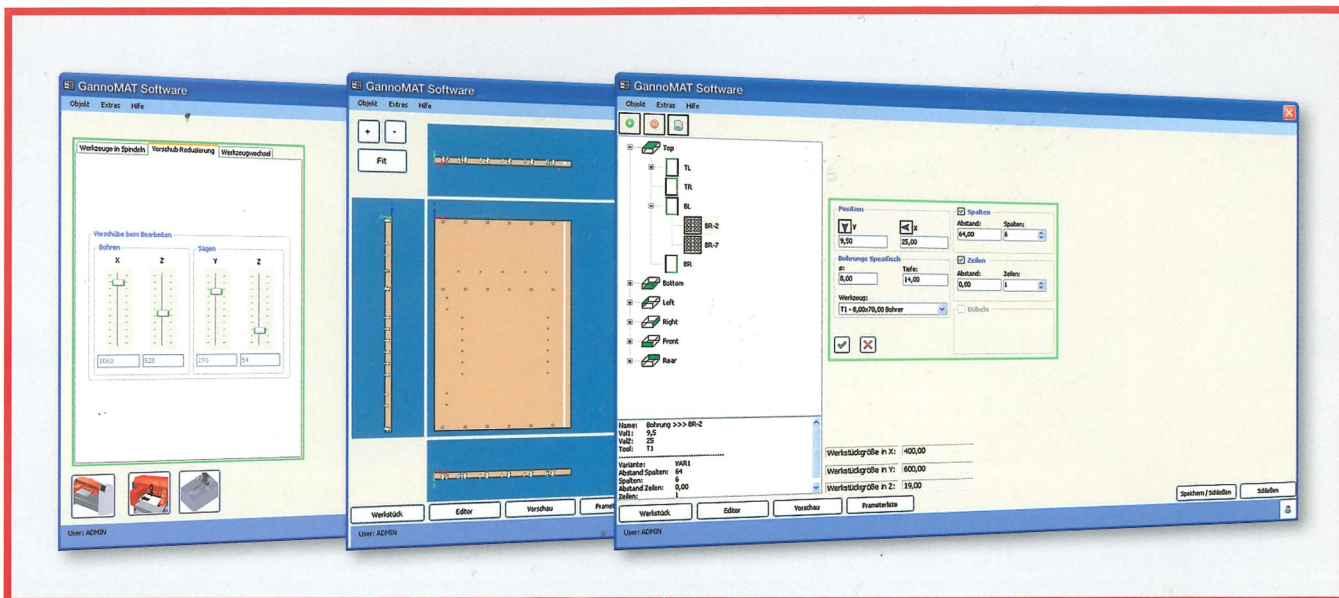 GannoMAT Software
Objekt Extras Hilfe
Werkzeuge in Spindeln Vorschub Reduzierung Werkzeugwechsel
Vorschübe beim Bearbeiten
Bohren Sägen
X Z Y Z
1060 528 295 54
User: ADMIN
GannoMAT Software
Objekt Extras Hilfe
+ -
Fit
Werkstück Editor Vorschau
User: ADMIN
GannoMAT Software
Objekt Extras Hilfe
Top
TL
TR
BL
BR-2
BR-7
BR
Bottom
Left
Right
Front
Rear
Name: Bohrung >>> BR-2
Val1: 9,5
Val2: 25
Tool: T1
Variante: VAR1
Abstand Spalten: 64
Spalten: 6
Abstand Zeilen: 0,00
Zeilen: 1
Position
Y X
9,50 25,00
Bohrungs Spezifisch
#: Tiefe:
8,00 14,00
Werkzeug:
T1 - 8,00x70,00 Bohrer
Spalten
Abstand: Spalten:
64,00 6
Zeilen
Abstand: Zeilen:
0,00 1
Dübeln
Werkstückgröße in X: 400,00
Werkstückgröße in Y: 600,00
Werkstückgröße in Z: 19,00
Speichern / Schließen Schließen
Werkstück Editor Vorschau Prameterliste
User: ADMIN